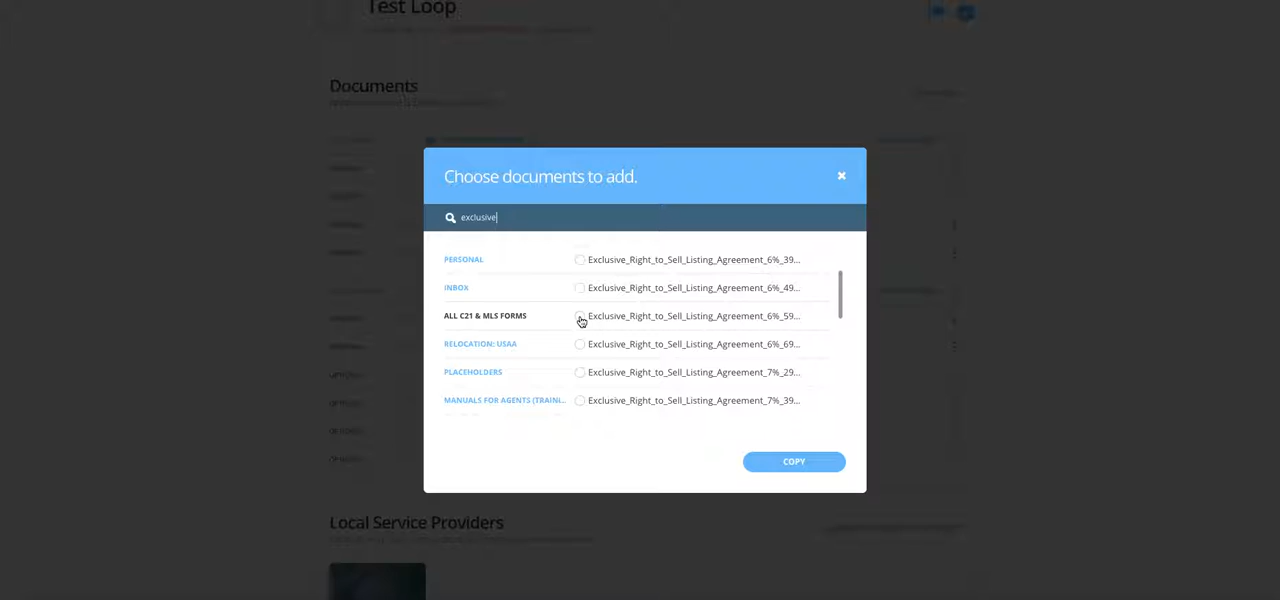 Test Loop
Documents
Choose documents to add.
exclusive
PERSONAL
Exclusive_Right_to_Sell_Listing_Agreement_6%_39...
INBOX
Exclusive_Right_to_Sell_Listing_Agreement_6%_49...
ALL C21 & MLS FORMS
Exclusive_Right_to_Sell_Listing_Agreement_6%_59...
RELOCATION: USAA
Exclusive_Right_to_Sell_Listing_Agreement_6%_69...
PLACEHOLDERS
Exclusive_Right_to_Sell_Listing_Agreement_7%_29...
MANUALS FOR AGENTS (TRAINI...
Exclusive_Right_to_Sell_Listing_Agreement_7%_39...
COPY
Local Service Providers